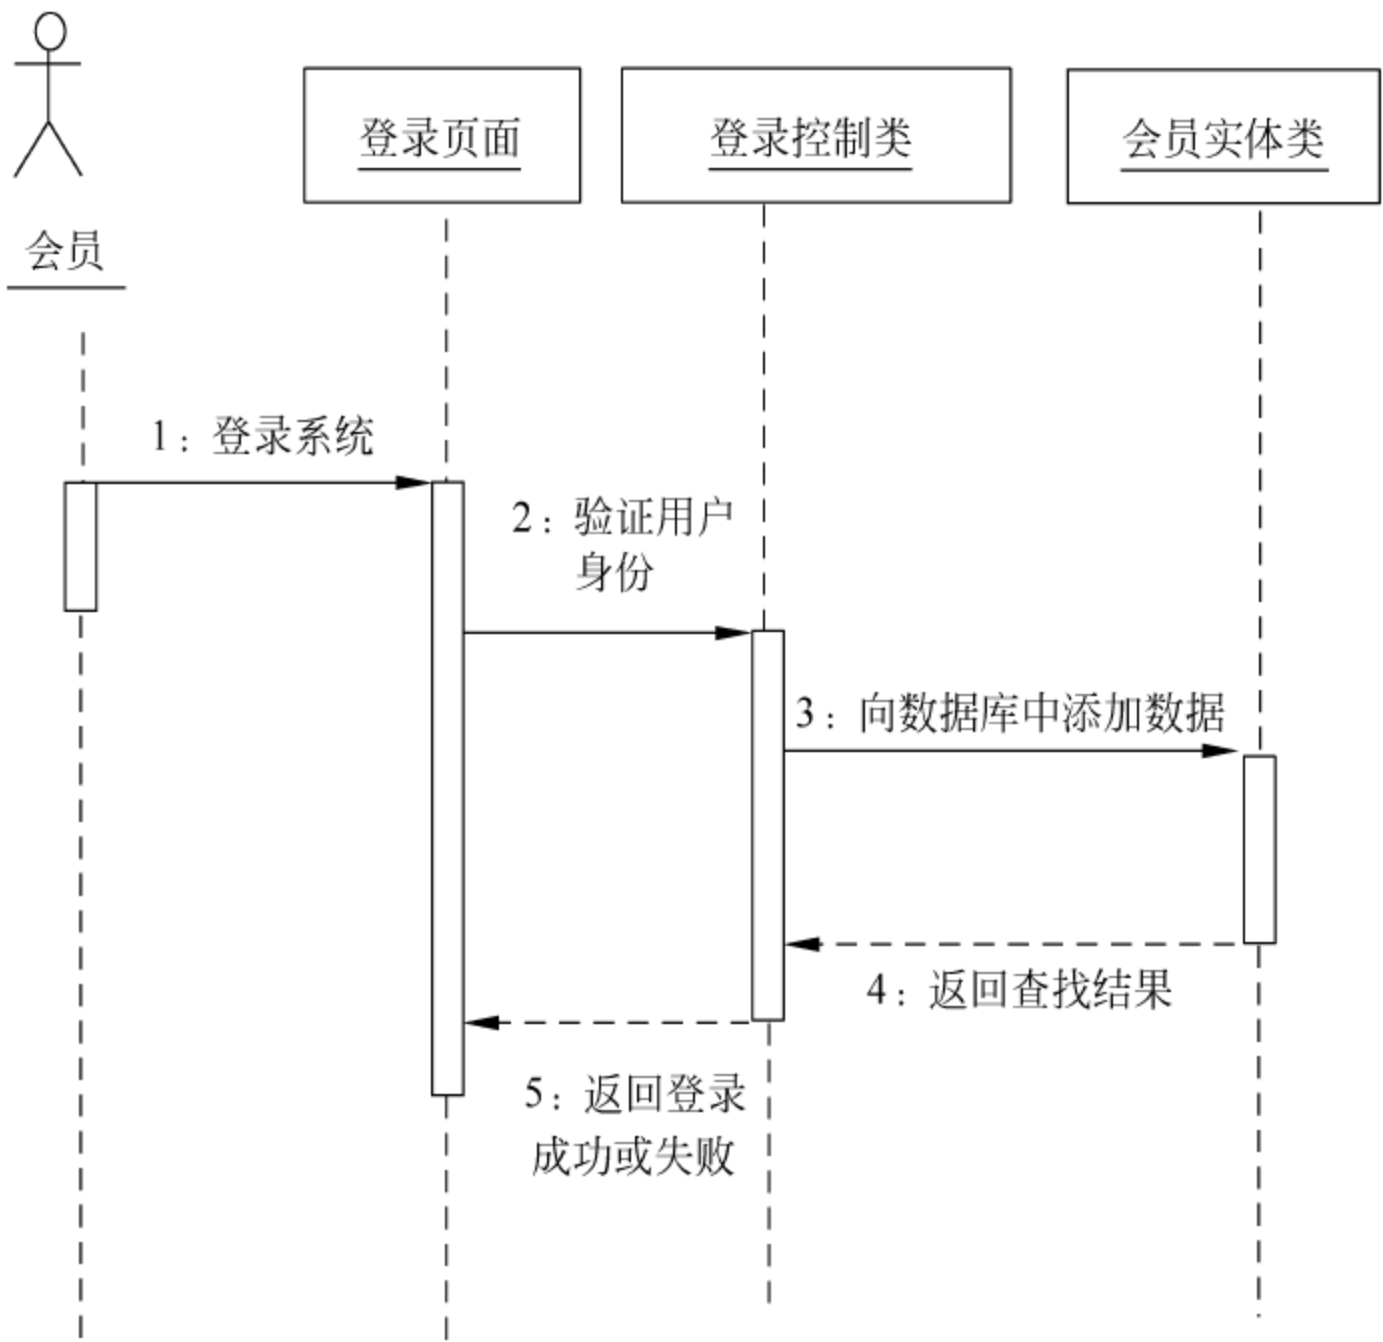 登录页面
登录控制类
会员实体类
会员
1：登录系统
2：验证用户
身份
3：向数据库中添加数据
4：返回查找结果
5：返回登录
成功或失败